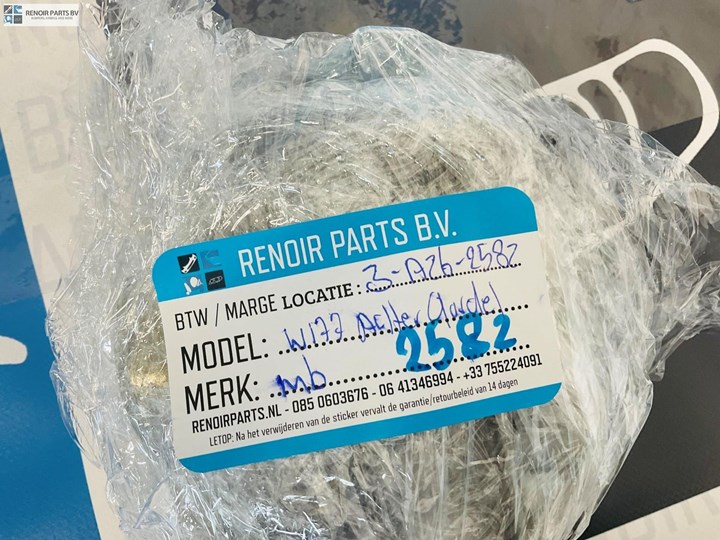 RENOIR PARTS BV
RENOIR PARTS B.V.
BTW / MARGE LOCATIE: 3-A26-2582
MODEL: W177 Achter
MERK: mb 2582
RENOIRPARTS.NL - 085 0603676 - 06 41346994 - +33 755224091
LETOP: Na het verwijderen van de sticker vervalt de garantie/retourbeleid van 14 dagen